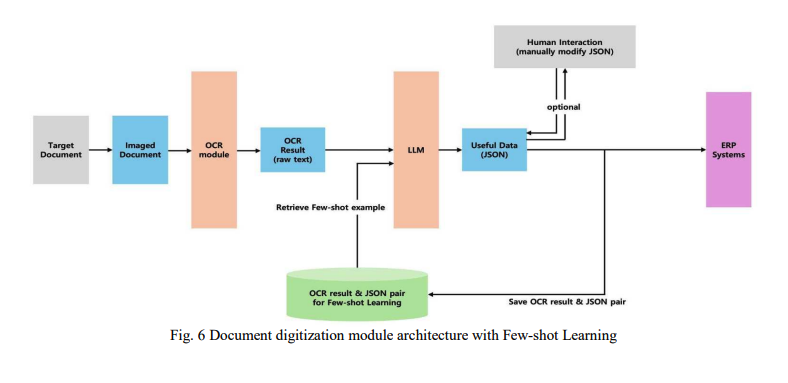 Human Interaction
(manually modify JSON)
optional
Target
Document
Imaged
Document
OCR
module
OCR
Result
(raw text)
LLM
Useful Data
(JSON)
ERP
Systems
Retrieve Few-shot example
OCR result & JSON pair
for Few-shot Learning
Save OCR result & JSON pair
Fig. 6 Document digitization module architecture with Few-shot Learning